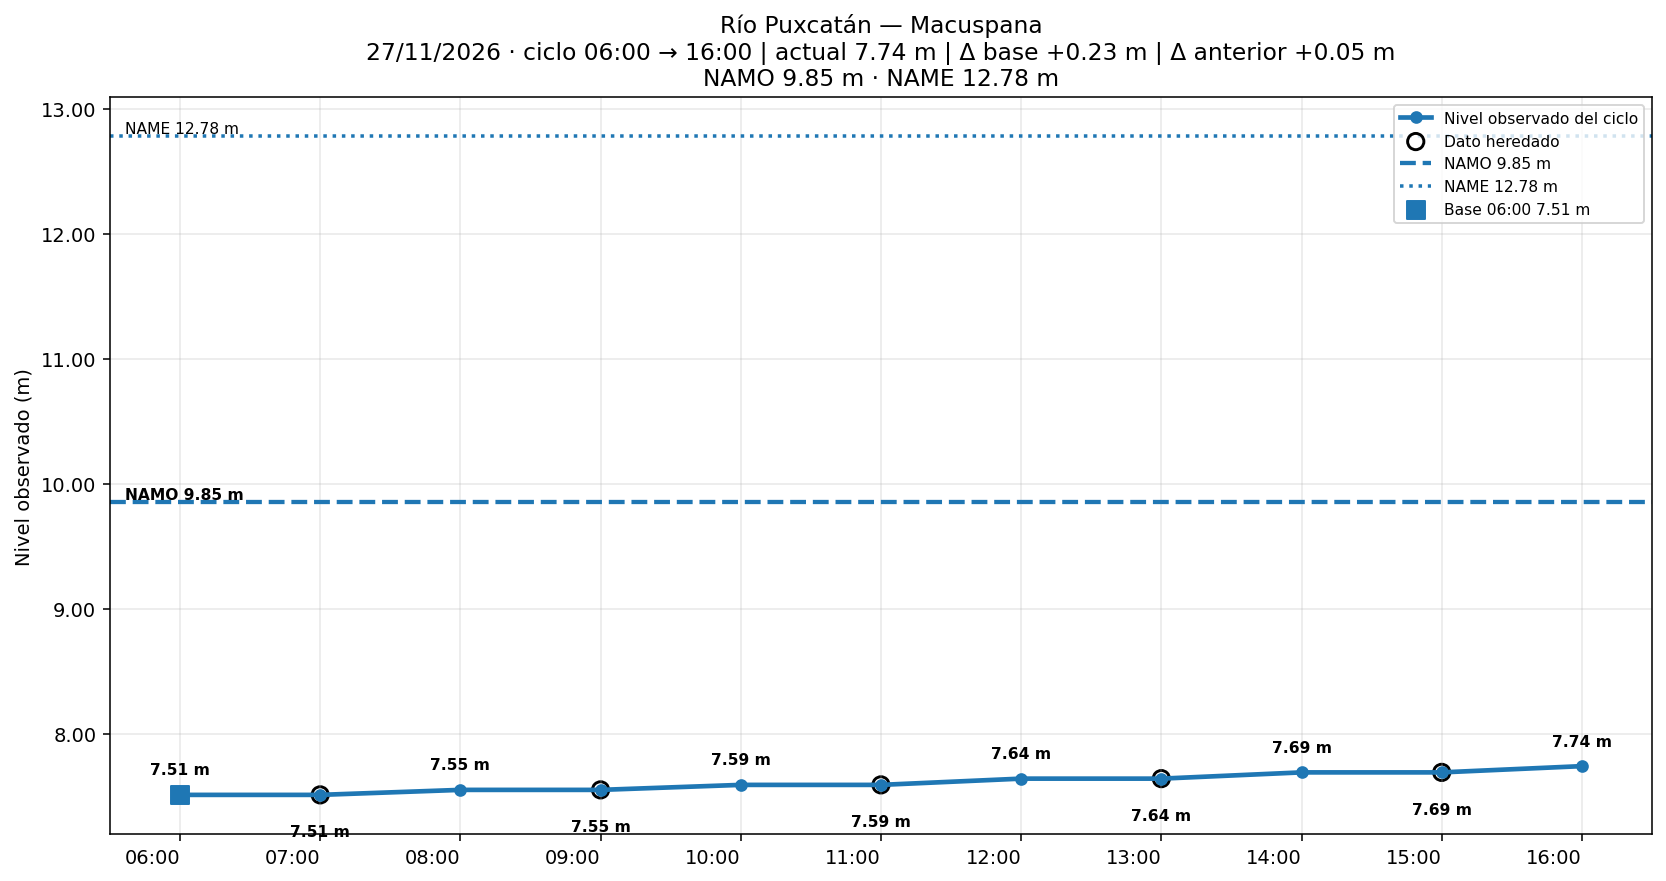 Río Puxcatán — Macuspana
27/11/2026 · ciclo 06:00 → 16:00 | actual 7.74 m | Δ base +0.23 m | Δ anterior +0.05 m
NAMO 9.85 m · NAME 12.78 m
Nivel observado (m)
13.00
12.00
11.00
10.00
9.00
8.00
NAME 12.78 m
NAMO 9.85 m
Nivel observado del ciclo
Dato heredado
NAMO 9.85 m
NAME 12.78 m
Base 06:00 7.51 m
7.51 m
7.51 m
7.55 m
7.55 m
7.59 m
7.59 m
7.64 m
7.64 m
7.69 m
7.69 m
7.74 m
06:00
07:00
08:00
09:00
10:00
11:00
12:00
13:00
14:00
15:00
16:00